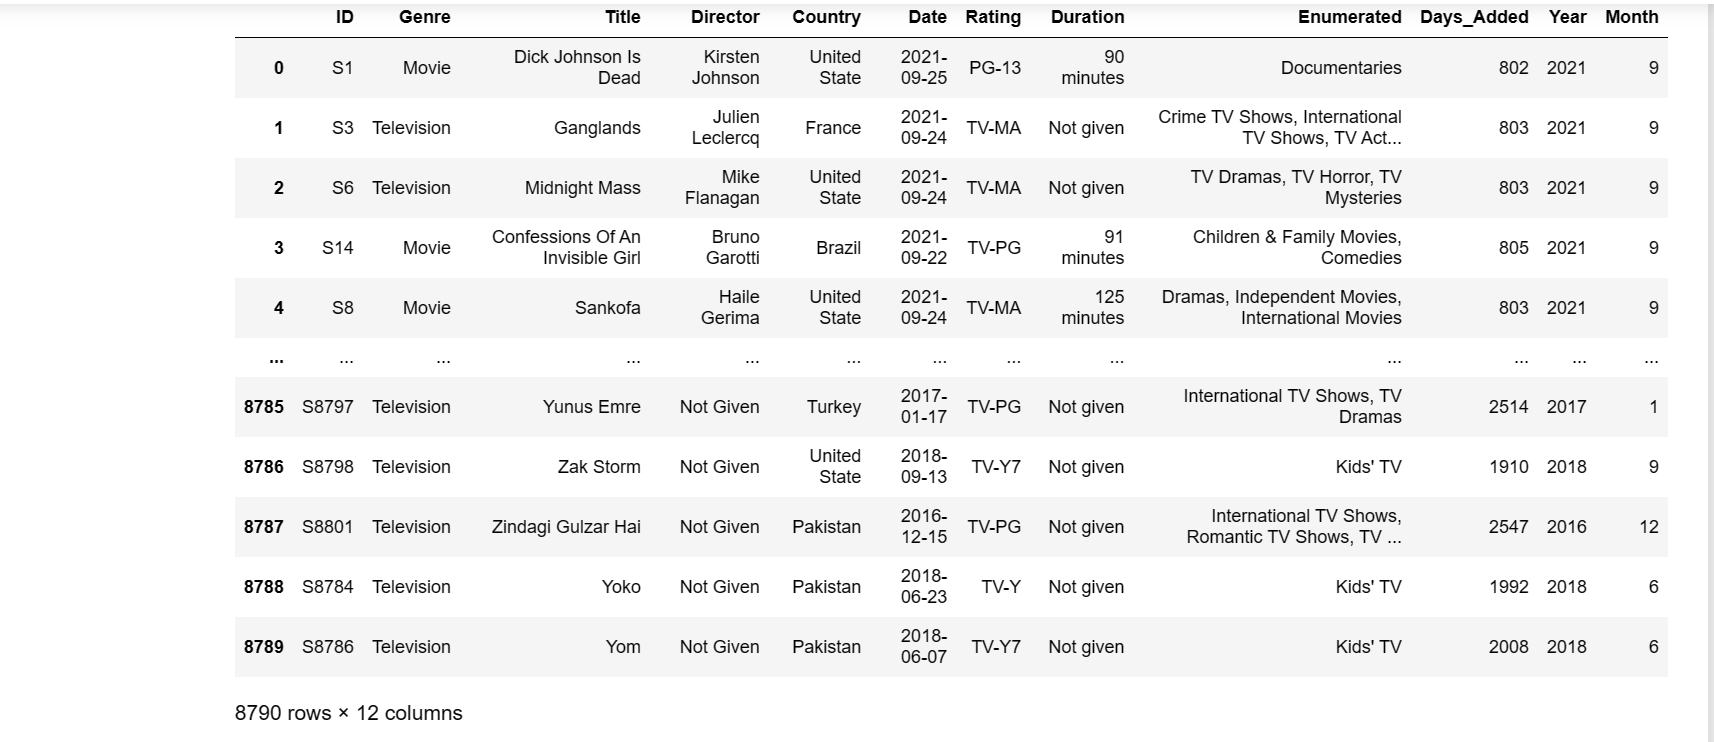 ID Genre Title Director Country Date Rating Duration Enumerated Days_Added Year Month
0 S1 Movie Dick Johnson Is Dead Kirsten Johnson United State 2021-09-25 PG-13 90 minutes Documentaries 802 2021 9
1 S3 Television Ganglands Julien Leclercq France 2021-09-24 TV-MA Not given Crime TV Shows, International TV Shows, TV Act... 803 2021 9
2 S6 Television Midnight Mass Mike Flanagan United State 2021-09-24 TV-MA Not given TV Dramas, TV Horror, TV Mysteries 803 2021 9
3 S14 Movie Confessions Of An Invisible Girl Bruno Garotti Brazil 2021-09-22 TV-PG 91 minutes Children & Family Movies, Comedies 805 2021 9
4 S8 Movie Sankofa Haile Gerima United State 2021-09-24 TV-MA 125 minutes Dramas, Independent Movies, International Movies 803 2021 9
... ... ... ... ... ... ... ... ... ... ... ... ...
8785 S8797 Television Yunus Emre Not Given Turkey 2017-01-17 TV-PG Not given International TV Shows, TV Dramas 2514 2017 1
8786 S8798 Television Zak Storm Not Given United State 2018-09-13 TV-Y7 Not given Kids' TV 1910 2018 9
8787 S8801 Television Zindagi Gulzar Hai Not Given Pakistan 2016-12-15 TV-PG Not given International TV Shows, Romantic TV Shows, TV ... 2547 2016 12
8788 S8784 Television Yoko Not Given Pakistan 2018-06-23 TV-Y Not given Kids' TV 1992 2018 6
8789 S8786 Television Yom Not Given Pakistan 2018-06-07 TV-Y7 Not given Kids' TV 2008 2018 6
8790 rows × 12 columns